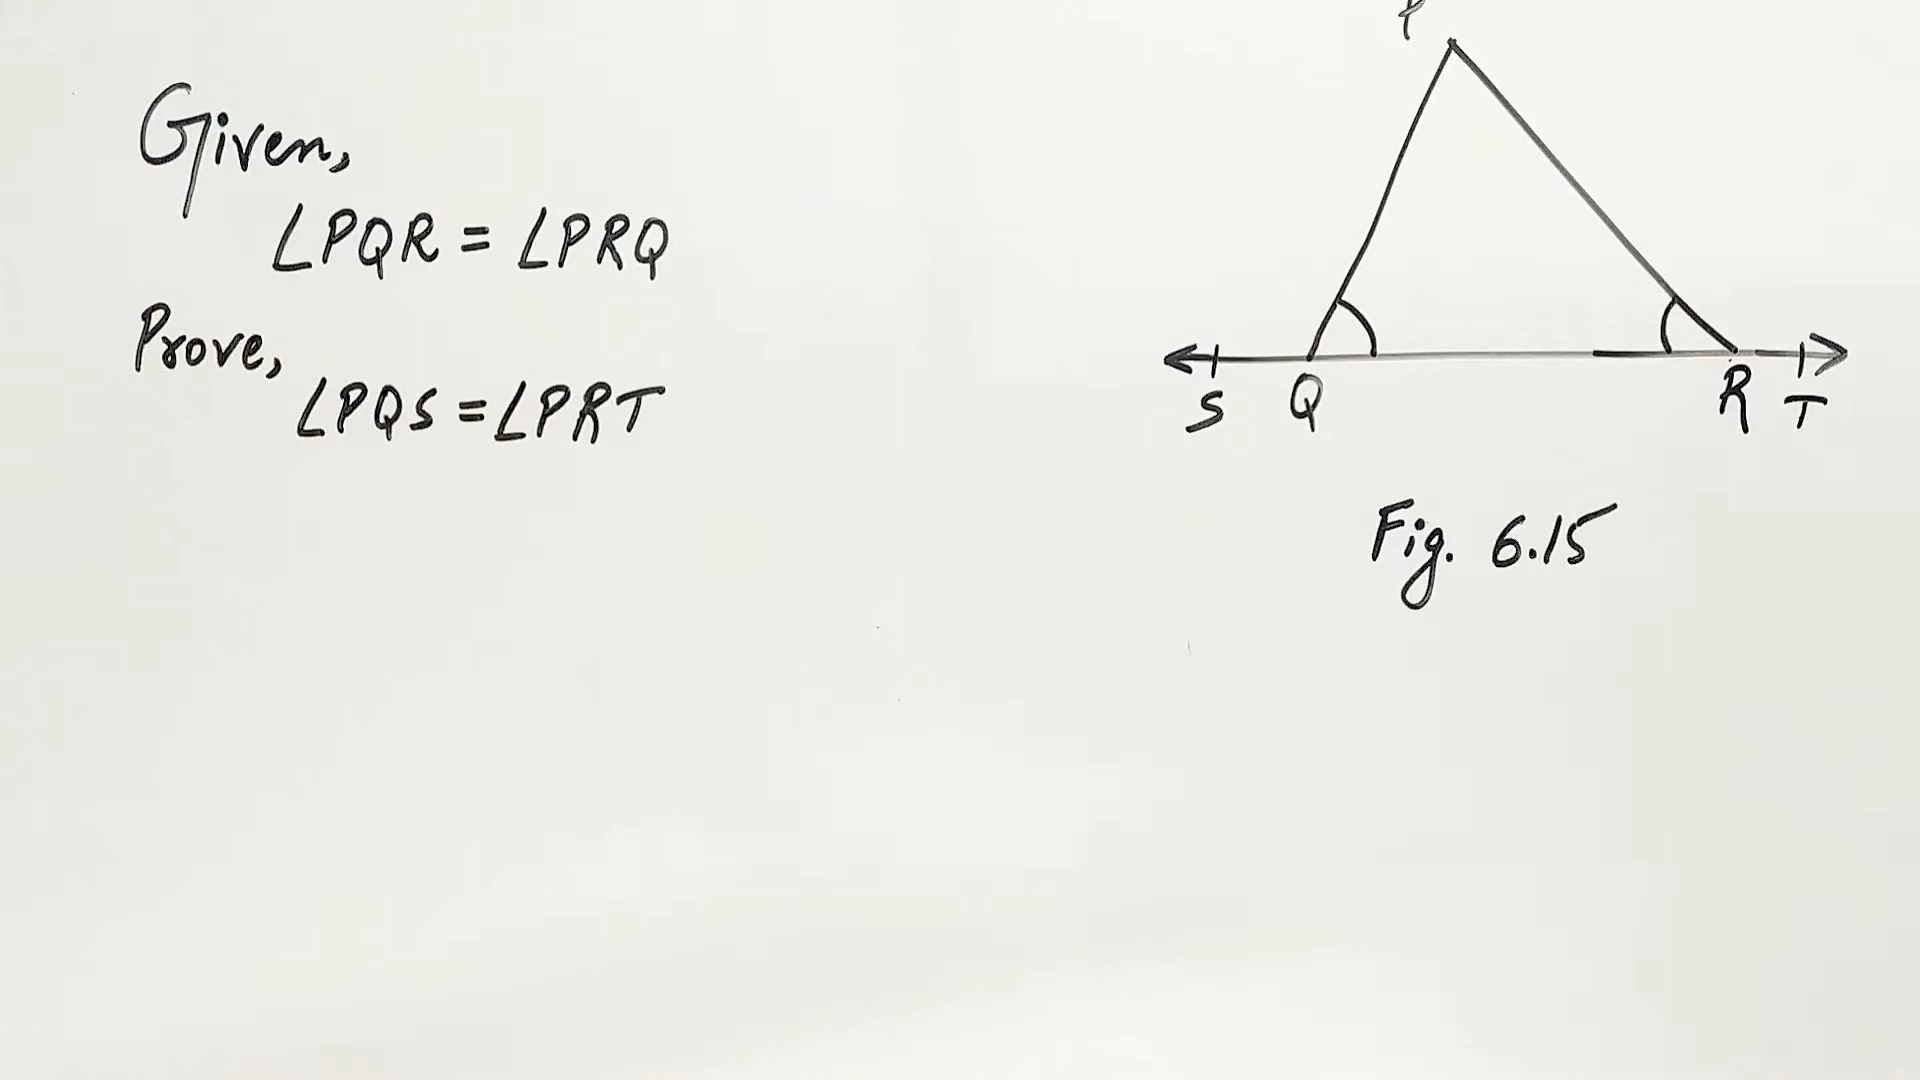 Given,
∠PQR = ∠PRQ
Prove,
∠PQS = ∠PRT
P
S Q R T
Fig. 6.15